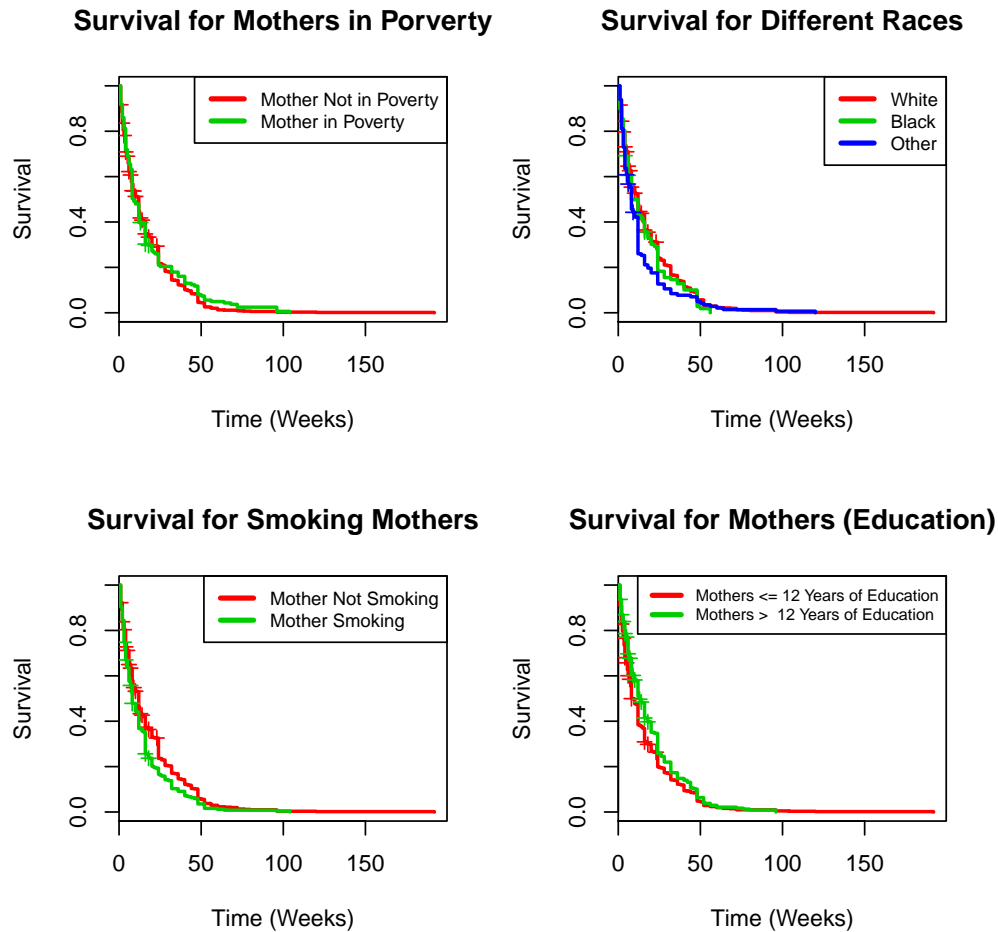 Survival for Mothers in Porverty
Mother Not in Poverty
Mother in Poverty
Survival
0.0 0.4 0.8
0 50 100 150
Time (Weeks)
Survival for Different Races
White
Black
Other
Survival
0.0 0.4 0.8
0 50 100 150
Time (Weeks)
Survival for Smoking Mothers
Mother Not Smoking
Mother Smoking
Survival
0.0 0.4 0.8
0 50 100 150
Time (Weeks)
Survival for Mothers (Education)
Mothers <= 12 Years of Education
Mothers > 12 Years of Education
Survival
0.0 0.4 0.8
0 50 100 150
Time (Weeks)